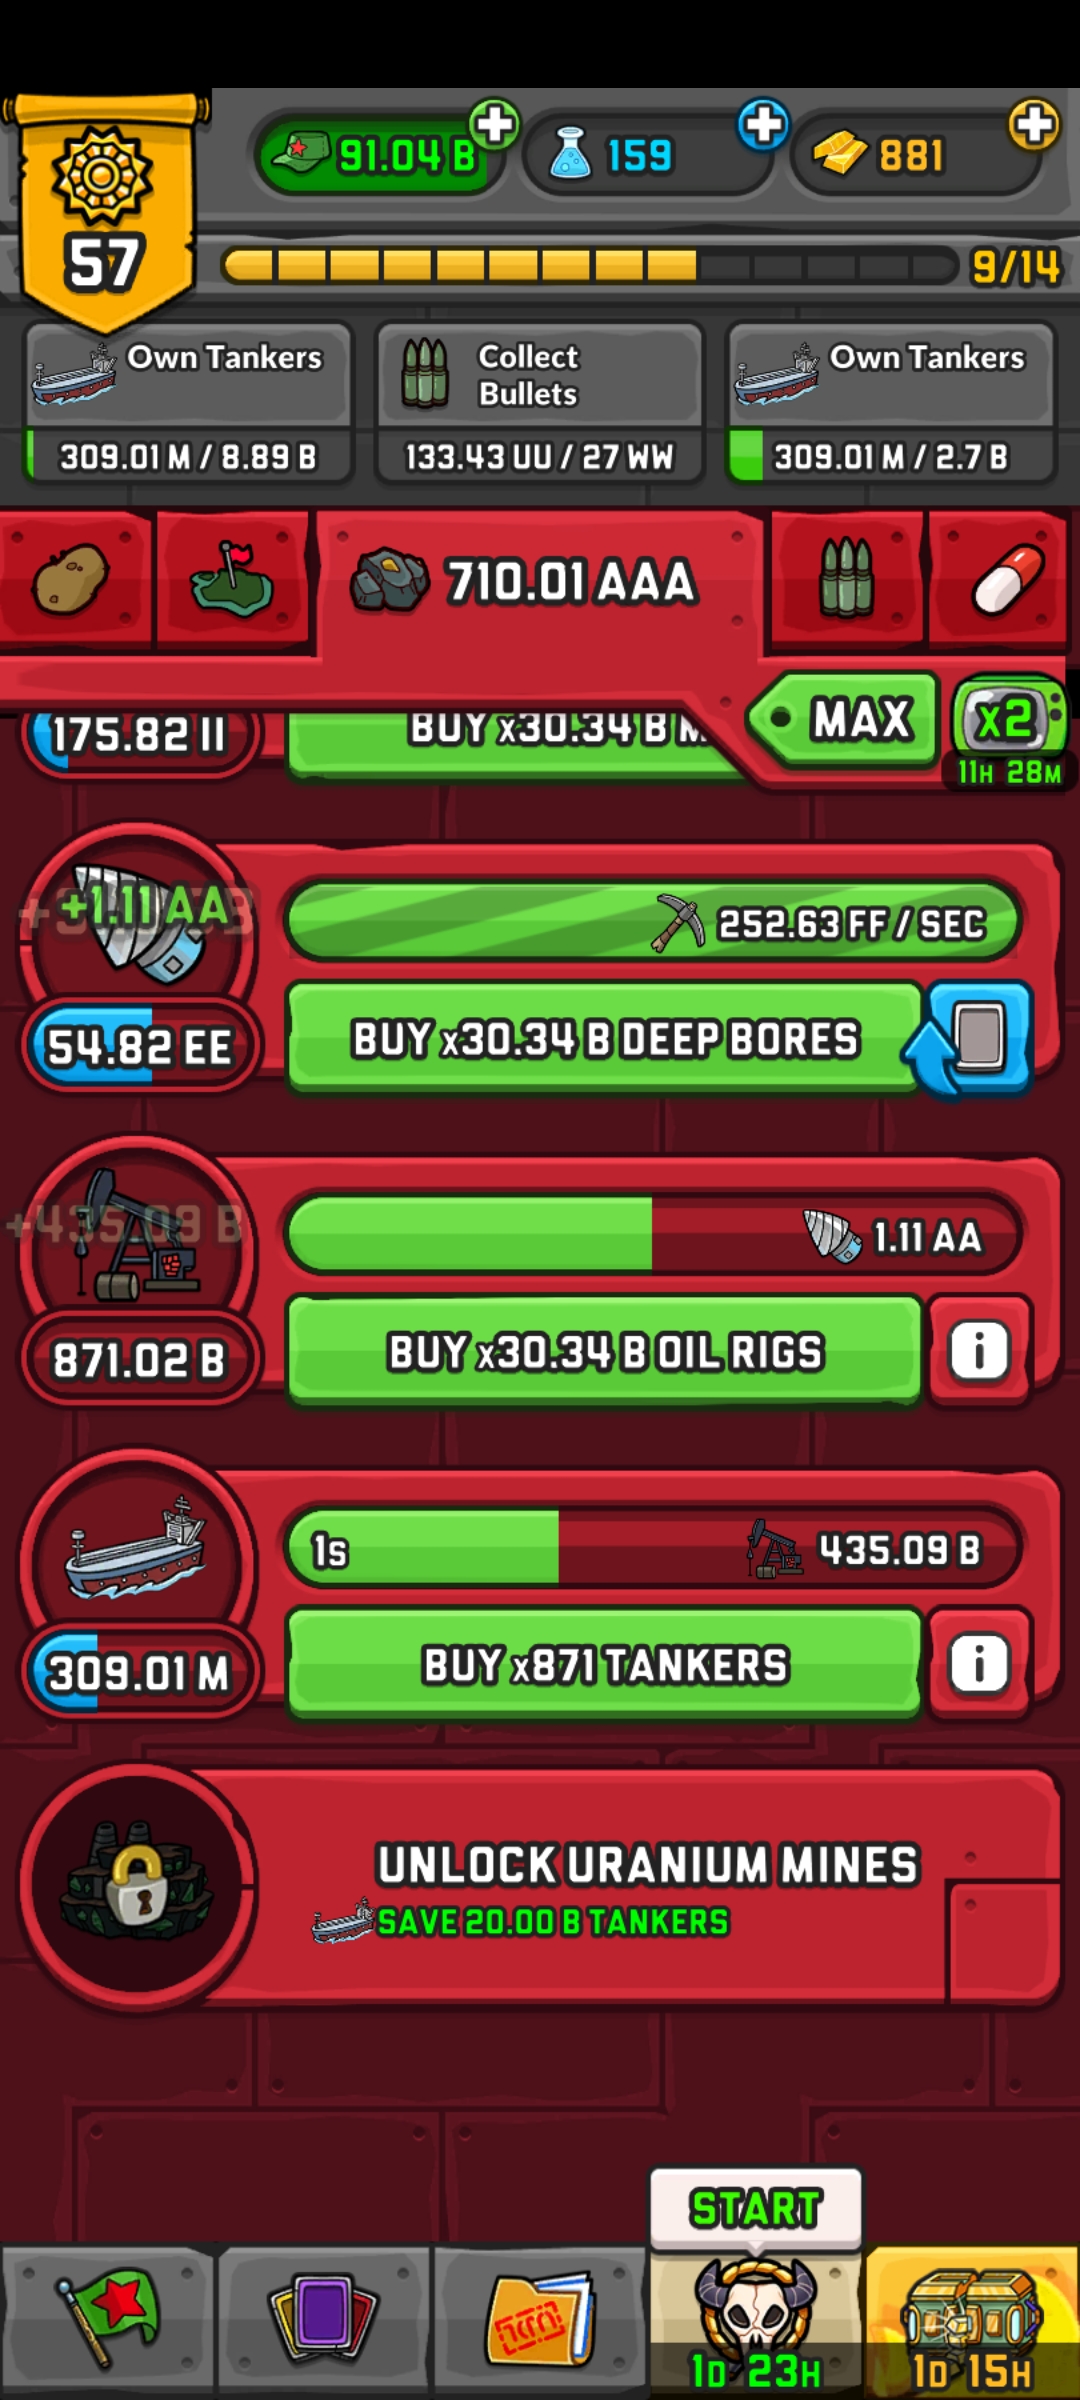 91.04 B
159
881
57
9/14
Own Tankers
309.01 M / 8.89 B
Collect
Bullets
133.43 UU / 27 WW
Own Tankers
309.01 M / 2.7 B
710.01 AAA
MAX
x2
11H 28M
175.82 II
BUY x30.34 B M
+1.11 AA
252.63 FF / SEC
54.82 EE
BUY x30.34 B DEEP BORES
+435.09 B
1.11 AA
871.02 B
BUY x30.34 B OIL RIGS
i
1s
435.09 B
309.01 M
BUY x871 TANKERS
i
UNLOCK URANIUM MINES
SAVE 20.00 B TANKERS
START
1D 23H
1D 15H